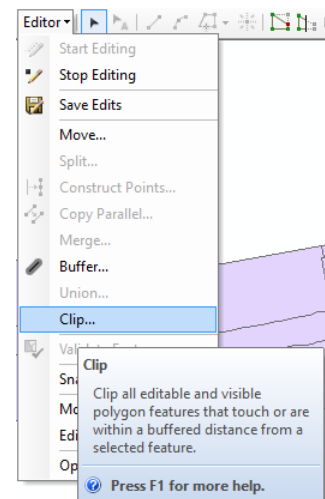 Editor
Start Editing
Stop Editing
Save Edits
Move...
Split...
Construct Points...
Copy Parallel...
Merge...
Buffer...
Union...
Clip...
Clip
Clip all editable and visible
polygon features that touch or are
within a buffered distance from a
selected feature.
Press F1 for more help.